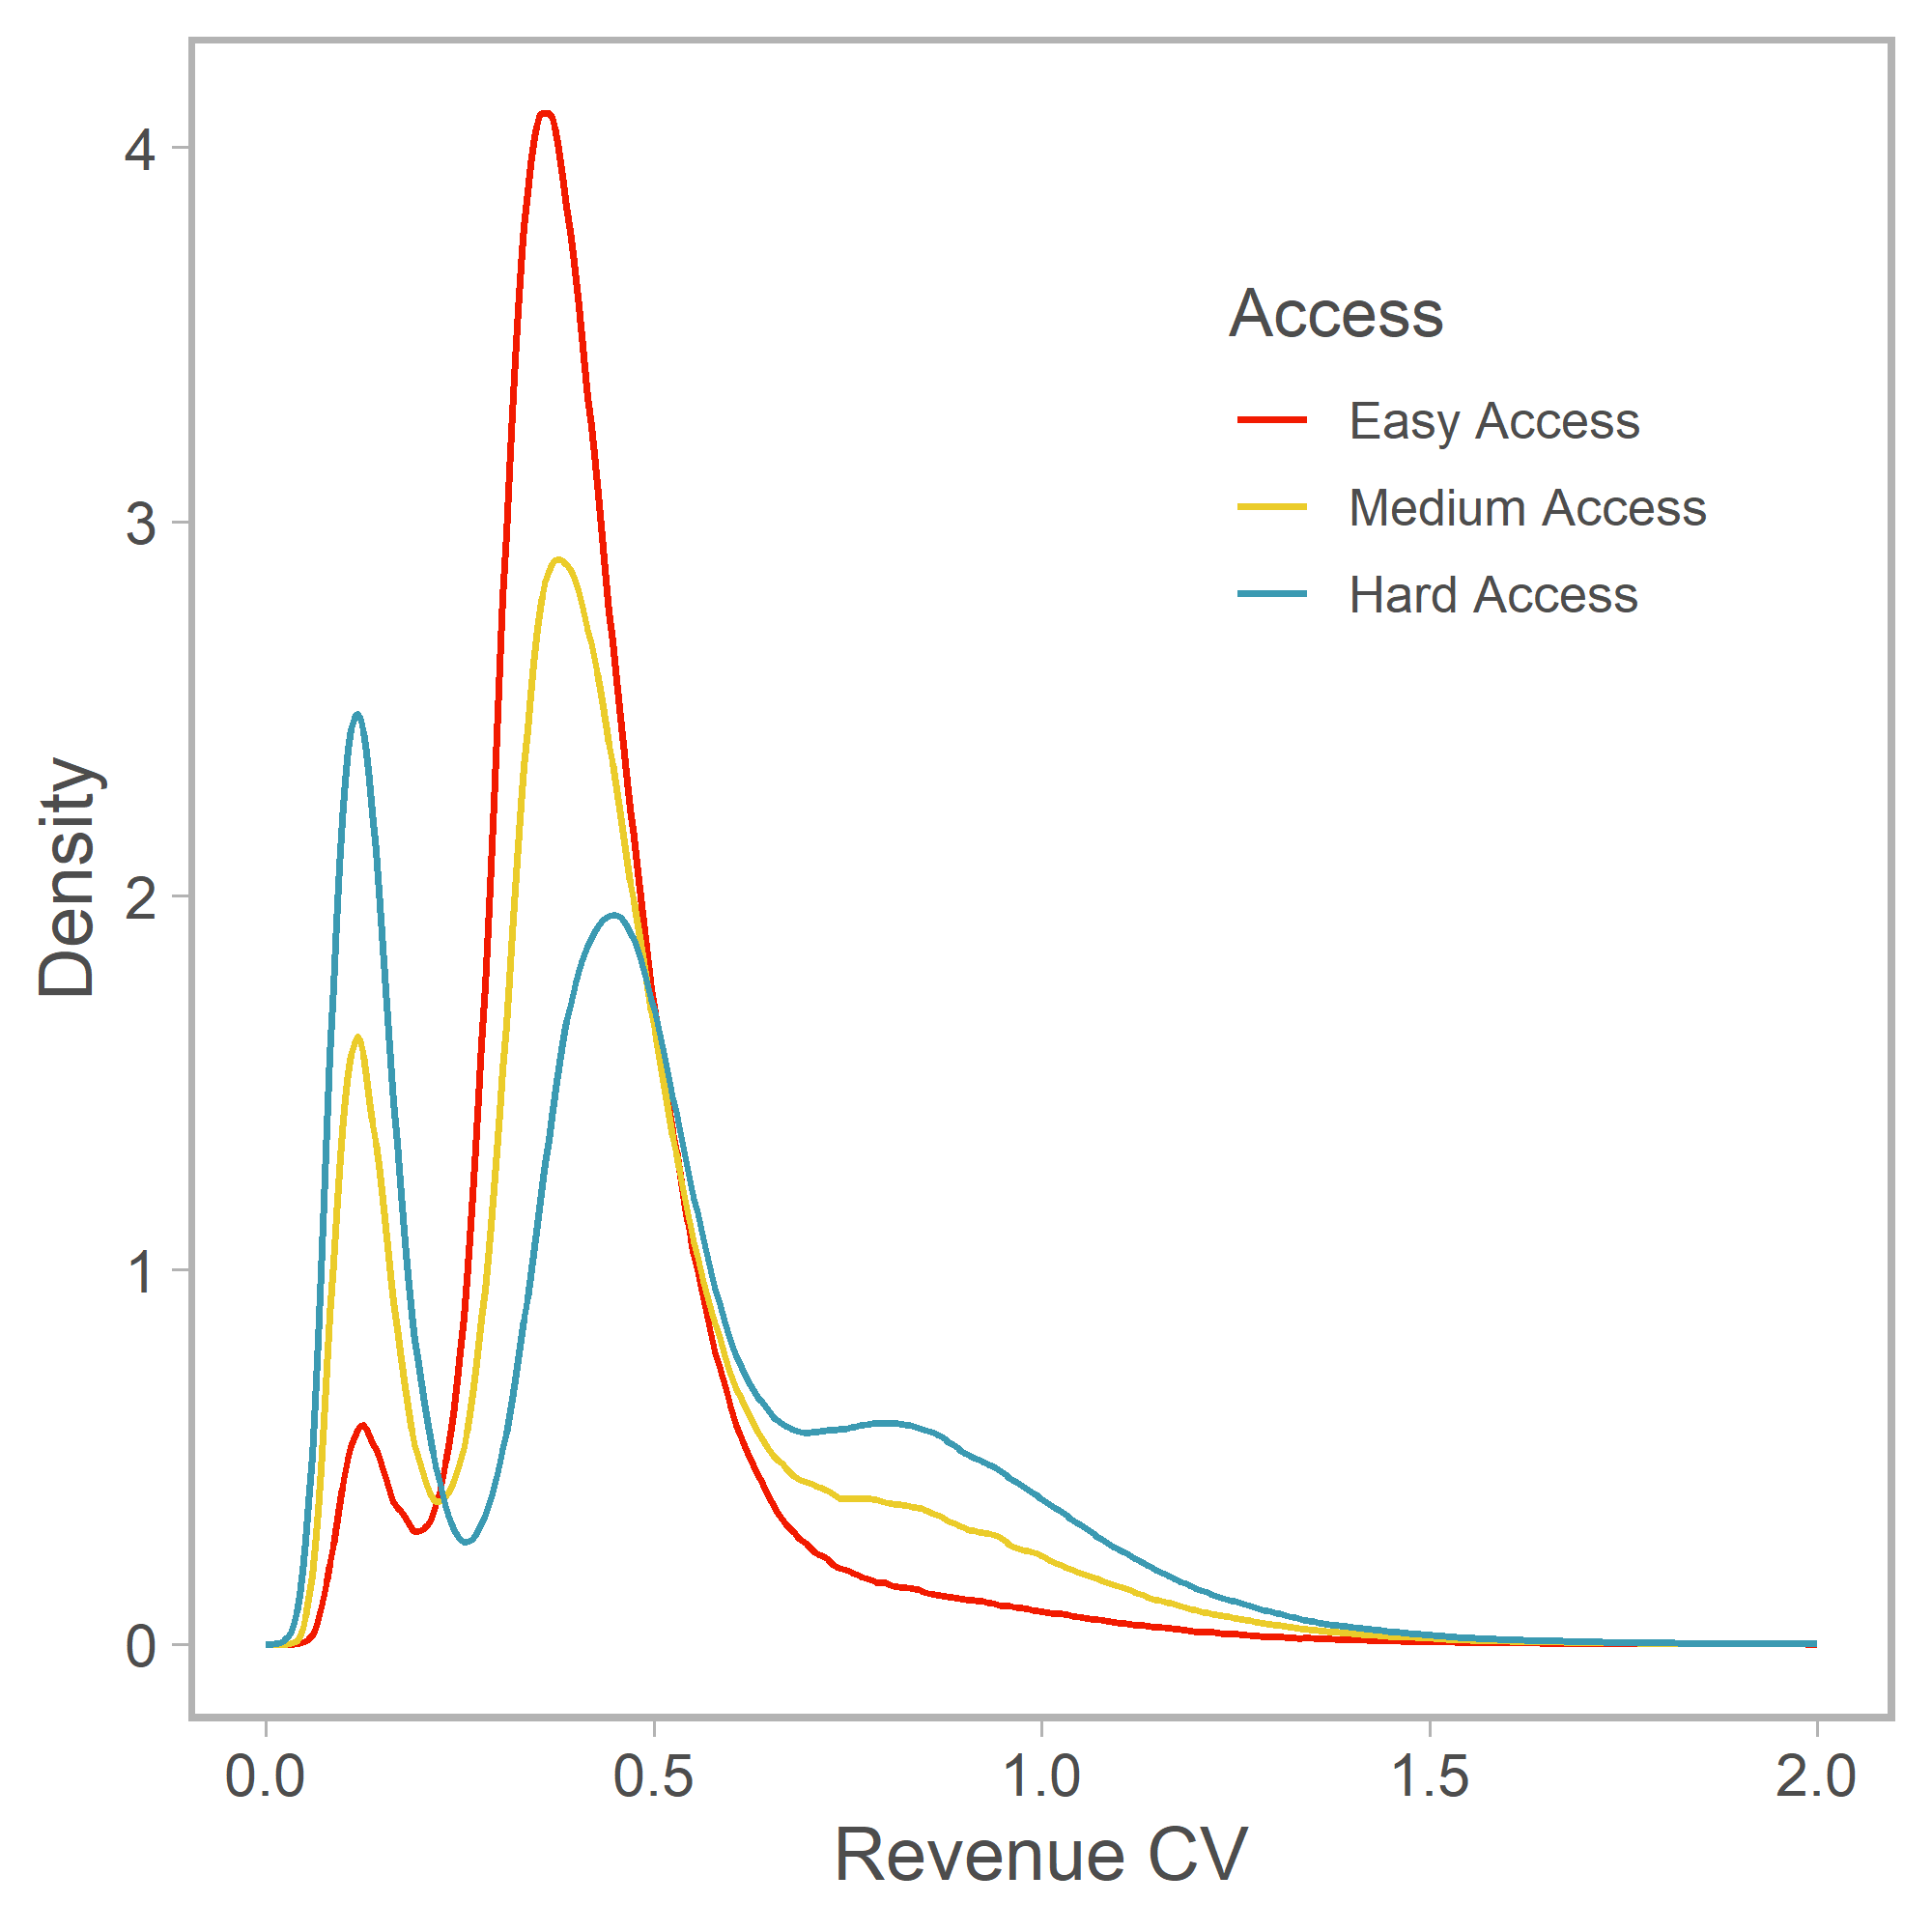 Density
4
3
2
1
0
Access
Easy Access
Medium Access
Hard Access
0.0 0.5 1.0 1.5 2.0
Revenue CV